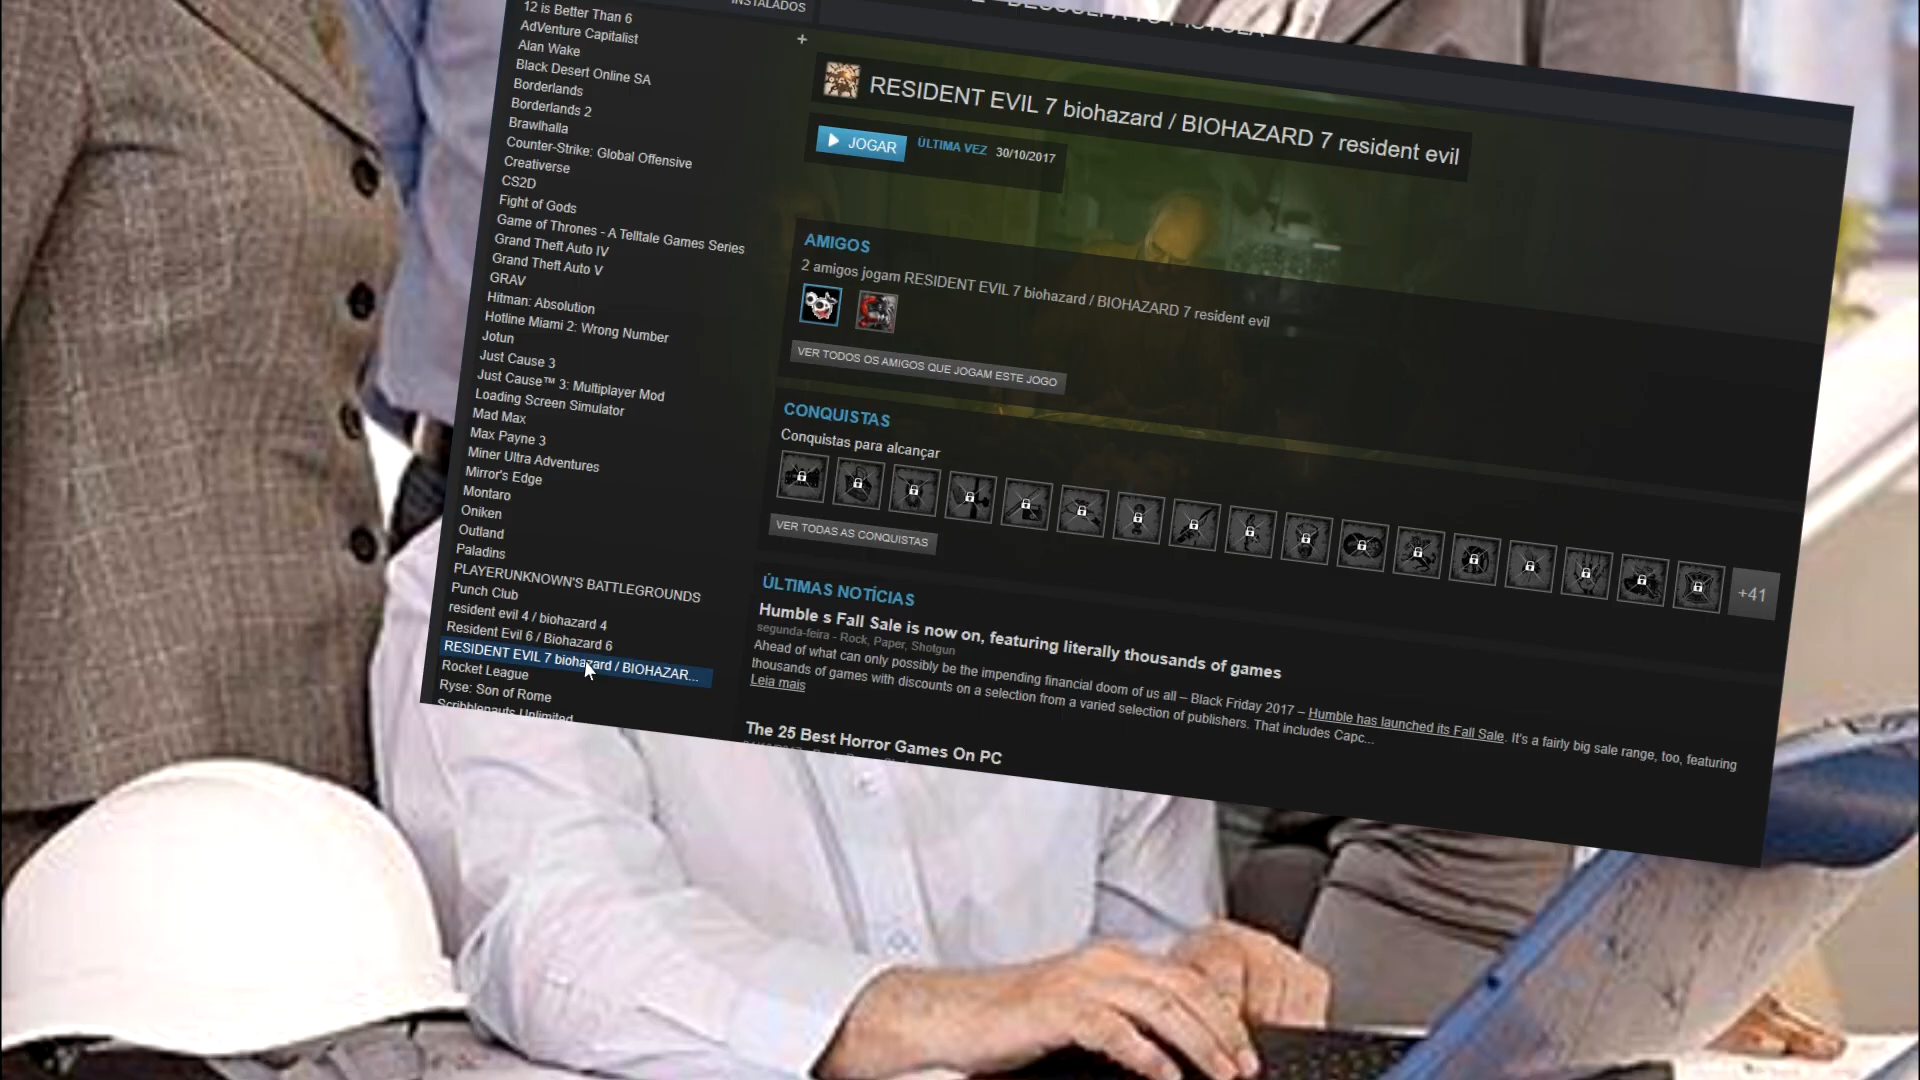 INSTALADOS
12 is Better Than 6
AdVenture Capitalist
Alan Wake
Black Desert Online SA
Borderlands
Borderlands 2
Brawlhalla
Counter-Strike: Global Offensive
Creativerse
CS2D
Fight of Gods
Game of Thrones - A Telltale Games Series
Grand Theft Auto IV
Grand Theft Auto V
GRAV
Hitman: Absolution
Hotline Miami 2: Wrong Number
Jotun
Just Cause 3
Just Cause™ 3: Multiplayer Mod
Loading Screen Simulator
Mad Max
Max Payne 3
Miner Ultra Adventures
Mirror's Edge
Montaro
Oniken
Outland
Paladins
PLAYERUNKNOWN'S BATTLEGROUNDS
Punch Club
resident evil 4 / biohazard 4
Resident Evil 6 / Biohazard 6
RESIDENT EVIL 7 biohazard / BIOHAZAR...
Rocket League
Ryse: Son of Rome
Scribblenauts Unlimited
+
RESIDENT EVIL 7 biohazard / BIOHAZARD 7 resident evil
JOGAR ÚLTIMA VEZ 30/10/2017
AMIGOS
2 amigos jogam RESIDENT EVIL 7 biohazard / BIOHAZARD 7 resident evil
VER TODOS OS AMIGOS QUE JOGAM ESTE JOGO
CONQUISTAS
Conquistas para alcançar
+41
VER TODAS AS CONQUISTAS
ÚLTIMAS NOTÍCIAS
Humble s Fall Sale is now on, featuring literally thousands of games
segunda-feira - Rock, Paper, Shotgun
Ahead of what can only possibly be the impending financial doom of us all – Black Friday 2017 – Humble has launched its Fall Sale. It's a fairly big sale range, too, featuring
thousands of games with discounts on a selection from a varied selection of publishers. That includes Capc...
Leia mais
The 25 Best Horror Games On PC